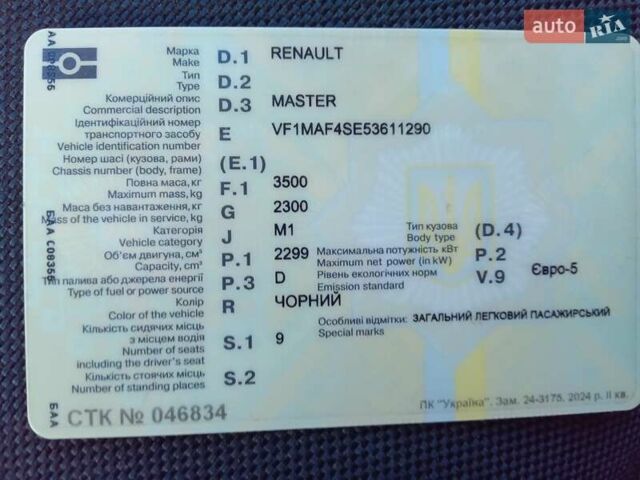 auto RIA
Марка D.1 RENAULT
Make
Тип D.2
Type
Комерційний опис D.3 MASTER
Commercial description
Ідентифікаційний номер
транспортного засобу E VF1MAF4SE53611290
Vehicle identification number
Номер шасі (кузова, рами) (E.1)
Chassis number (body, frame)
Повна маса, кг F.1 3500
Maximum mass, kg
Маса без навантаження, кг G 2300
Mass of the vehicle in service, kg
Категорія J M1 Тип кузова (D.4)
Vehicle category Body type
Об'єм двигуна, см³ P.1 2299 Максимальна потужність кВт P.2
Capacity, cm³ Maximum net power (in kW)
Тип палива або джерела енергії P.3 D Рівень екологічних норм V.9 Євро-5
Type of fuel or power source Emission standard
Колір R ЧОРНИЙ
Color of the vehicle
Кількість сидячих місць
з місцем водія S.1 9 Особливі відмітки: ЗАГАЛЬНИЙ ЛЕГКОВИЙ ПАСАЖИРСЬКИЙ
Number of seats Special marks
including the driver's seat
Кількість стоячих місць S.2
Number of standing places
СТК № 046834
ПК "Україна". Зам. 24-3175. 2024 р. II кв.